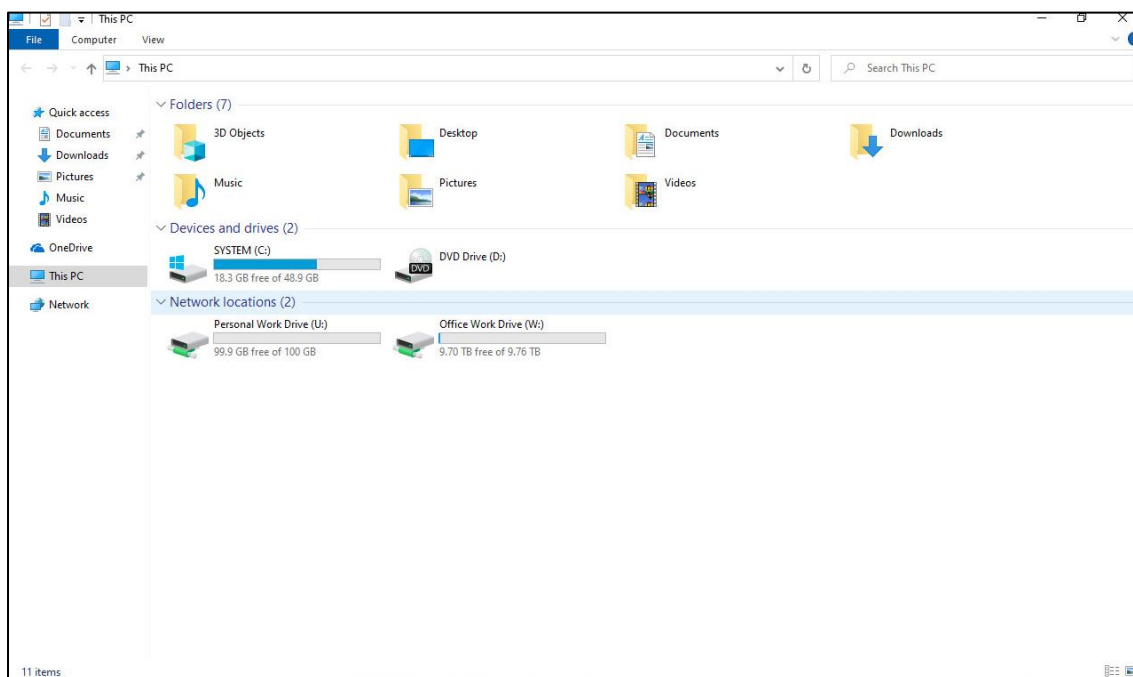 This PC
File Computer View
This PC
Search This PC
Quick access
Documents
Downloads
Pictures
Music
Videos
OneDrive
This PC
Network
Folders (7)
3D Objects
Desktop
Documents
Downloads
Music
Pictures
Videos
Devices and drives (2)
SYSTEM (C:)
18.3 GB free of 48.9 GB
DVD Drive (D:)
DVD
Network locations (2)
Personal Work Drive (U:)
99.9 GB free of 100 GB
Office Work Drive (W:)
9.70 TB free of 9.76 TB
11 items